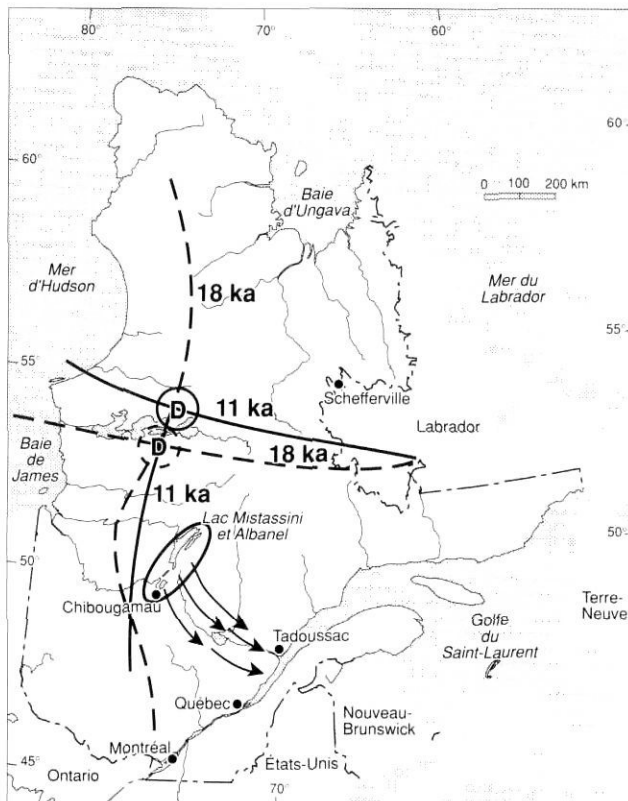 80°
70°
60°
60°
60°
0 100 200 km
Baie
d'Ungava
Mer
d'Hudson
Mer du
Labrador
18 ka
55°
55°
Schefferville
D
11 ka
Labrador
D
18 ka
Baie
de
James
11 ka
Lac Mistassini
et Albanel
50°
50°
Chibougamau
Terre-
Neuve
Golfe
du
Saint-Laurent
Tadoussac
Québec
Nouveau-
Brunswick
Montréal
États-Unis
45°
Ontario
70°